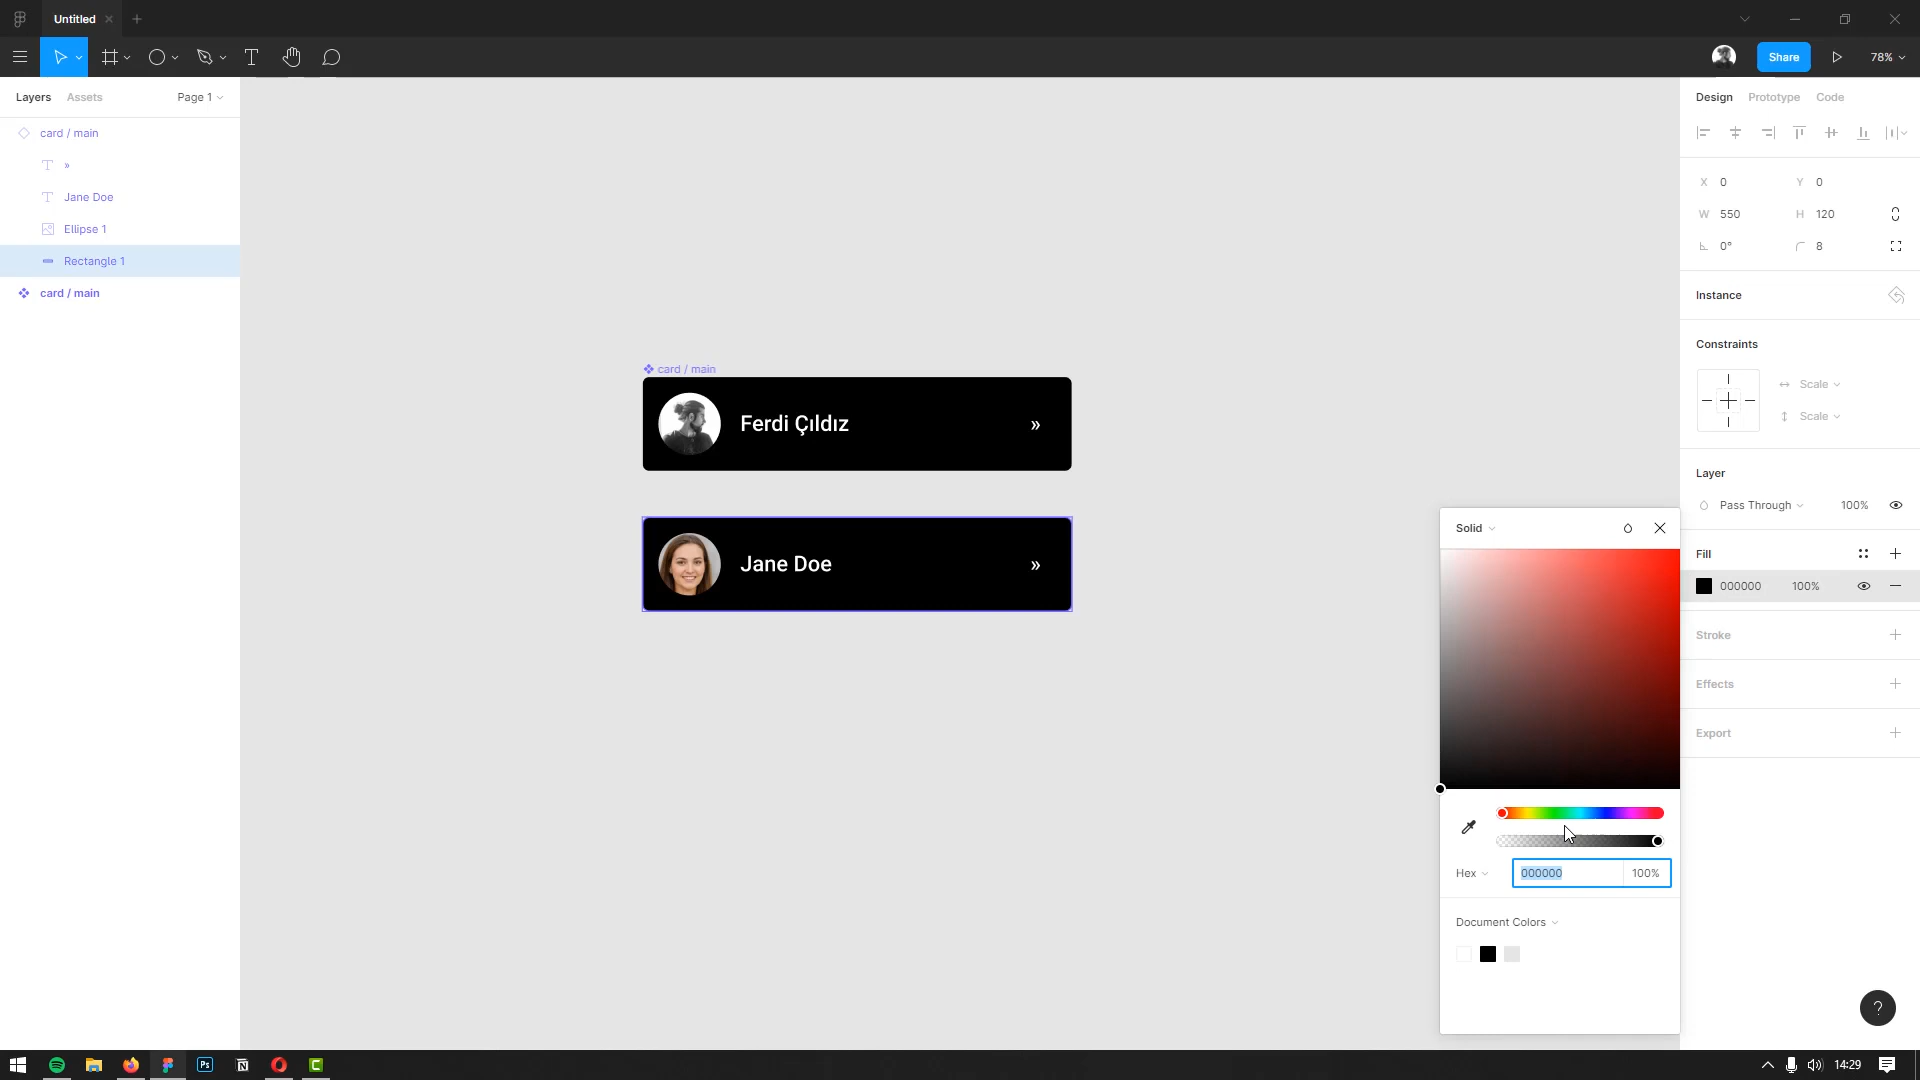 Untitled
Share
78%
Layers
Assets
Page 1
Design
Prototype
Code
card / main
»
Jane Doe
Ellipse 1
Rectangle 1
card / main
X 0
Y 0
W 550
H 120
0°
8
Instance
Constraints
Scale
Scale
card / main
Ferdi Çıldız
»
Jane Doe
»
Layer
Pass Through
100%
Fill
000000
100%
Stroke
Effects
Export
Solid
Hex
000000
100%
Document Colors
?
Ps
N
C
14:29